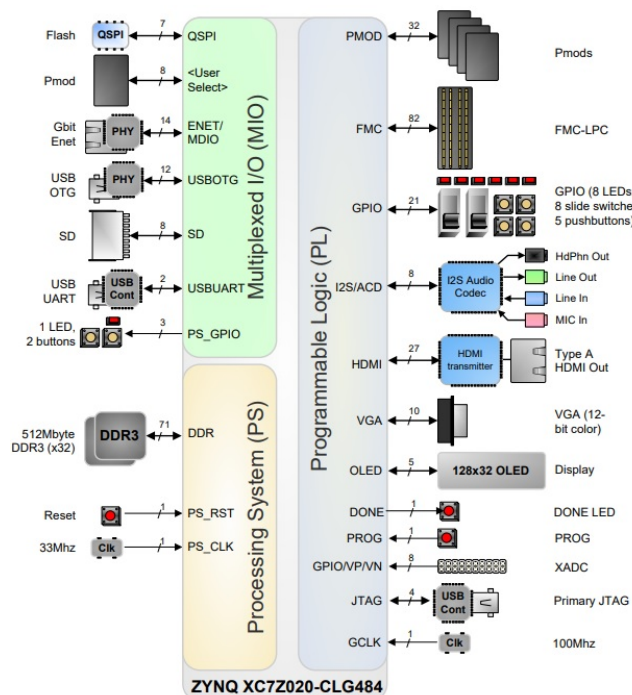 Flash
QSPI
7
QSPI
Pmod
8
<User
Select>
Gbit
Enet
PHY
14
ENET/
MDIO
USB
OTG
PHY
12
USBOTG
SD
8
SD
USB
UART
USB
Cont
2
USBUART
1 LED,
2 buttons
3
PS_GPIO
Multiplexed I/O (MIO)
512Mbyte
DDR3 (x32)
DDR3
71
DDR
Reset
1
PS_RST
33Mhz
Clk
1
PS_CLK
Processing System (PS)
Programmable Logic (PL)
PMOD
32
Pmods
FMC
82
FMC-LPC
GPIO
21
GPIO (8 LEDs
8 slide switche
5 pushbuttons)
I2S/ACD
8
I2S Audio
Codec
HdPhn Out
Line Out
Line In
MIC In
HDMI
27
HDMI
transmitter
Type A
HDMI Out
VGA
10
VGA (12-
bit color)
OLED
5
128x32 OLED
Display
DONE
1
DONE LED
PROG
1
PROG
GPIO/VP/VN
8
XADC
JTAG
4
USB
Cont
Primary JTAG
GCLK
1
Clk
100Mhz
ZYNQ XC7Z020-CLG484